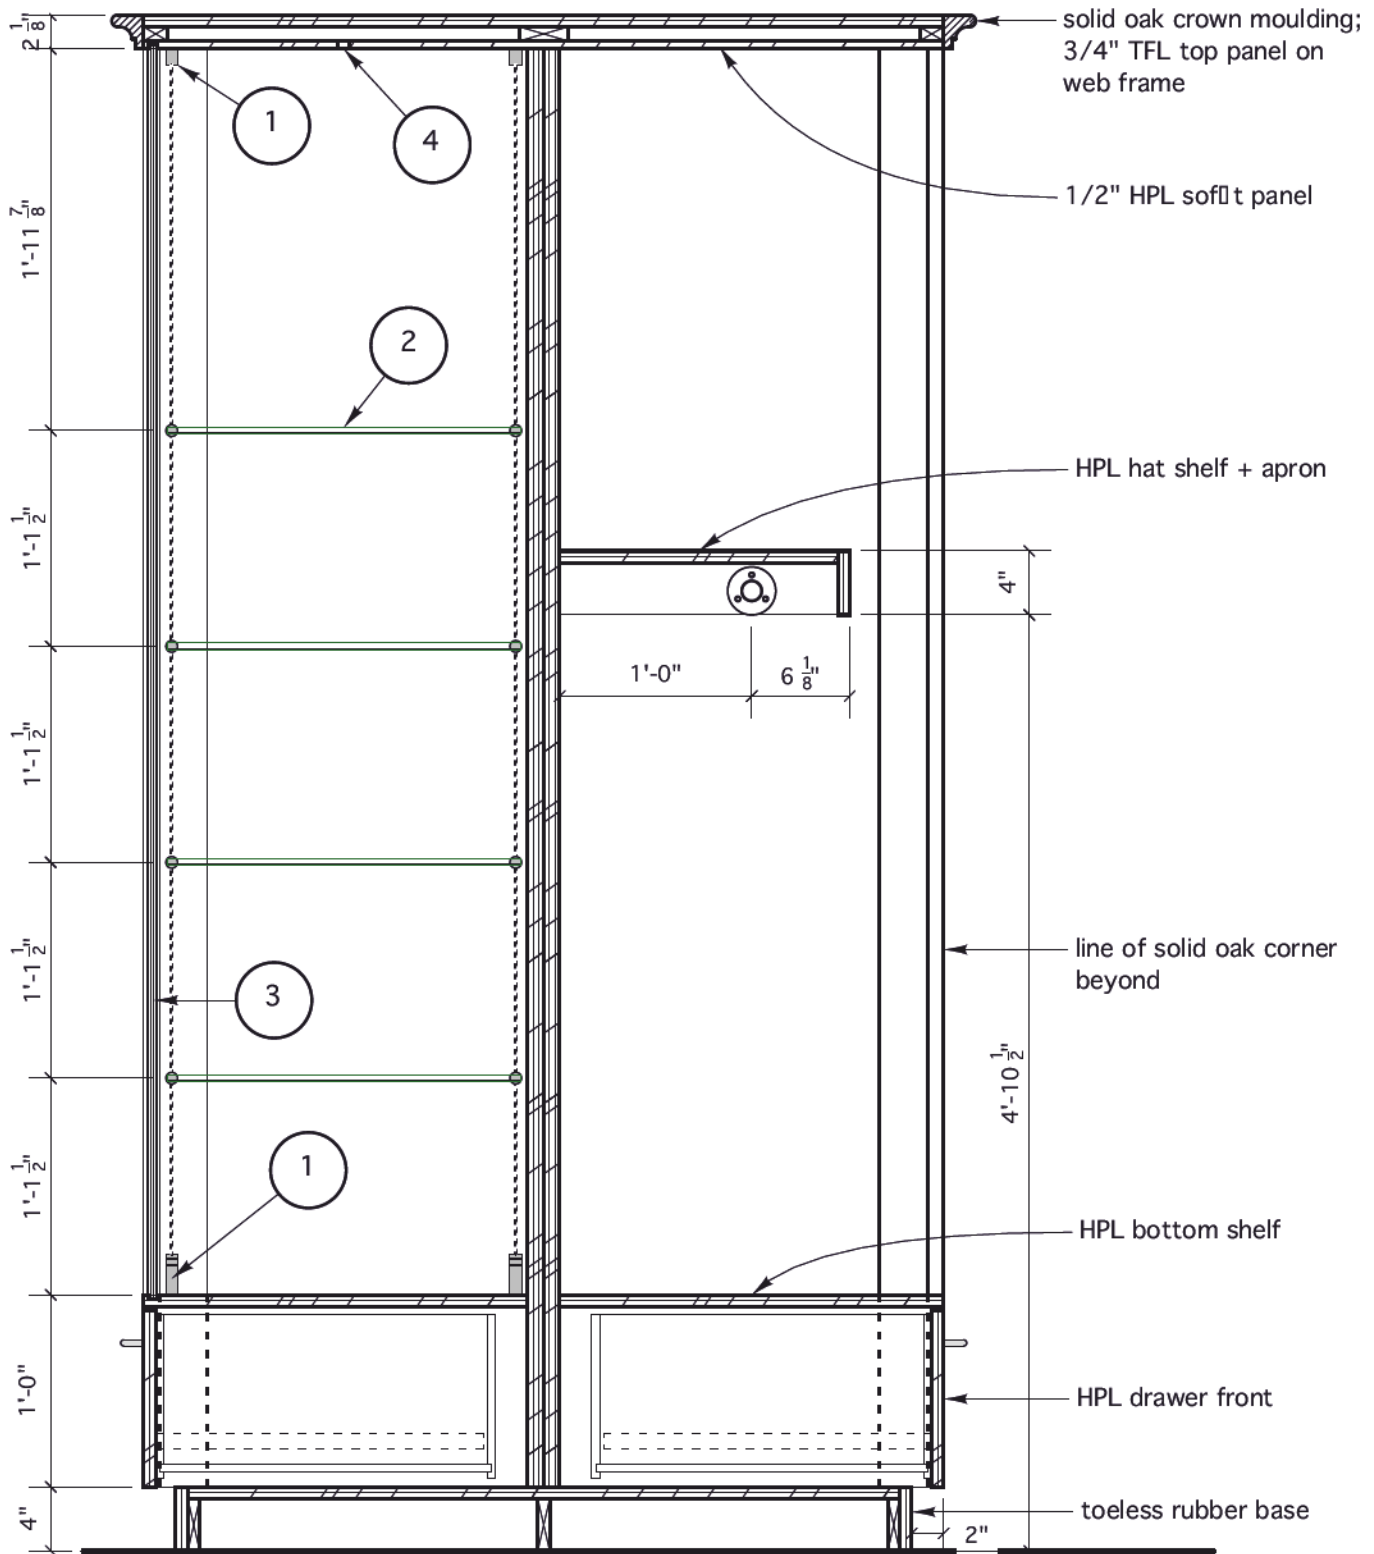 2 1/8"
solid oak crown moulding;
3/4" TFL top panel on
web frame
1
4
1'-11 7/8"
1/2" HPL sof▯t panel
2
HPL hat shelf + apron
1'-1 1/2"
4"
1'-0"
6 1/8"
1'-1 1/2"
line of solid oak corner
beyond
1'-1 1/2"
3
4'-10 1/2"
1
1'-1 1/2"
HPL bottom shelf
1'-0"
HPL drawer front
4"
toeless rubber base
2"